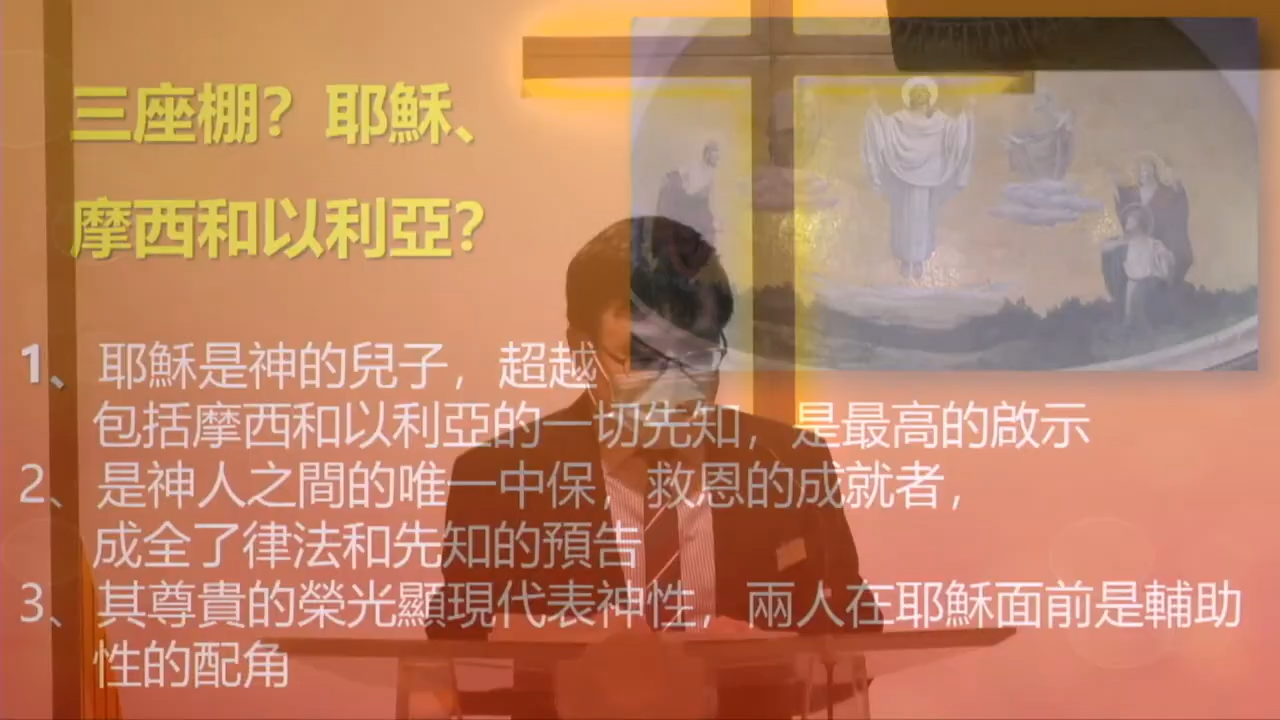 三座棚？耶穌、
摩西和以利亞？
1、 耶穌是神的兒子，超越
包括摩西和以利亞的一切先知，是最高的啟示
2、 是神人之間的唯一中保，救恩的成就者，
成全了律法和先知的預告
3、 其尊貴的榮光顯現代表神性，兩人在耶穌面前是輔助
性的配角